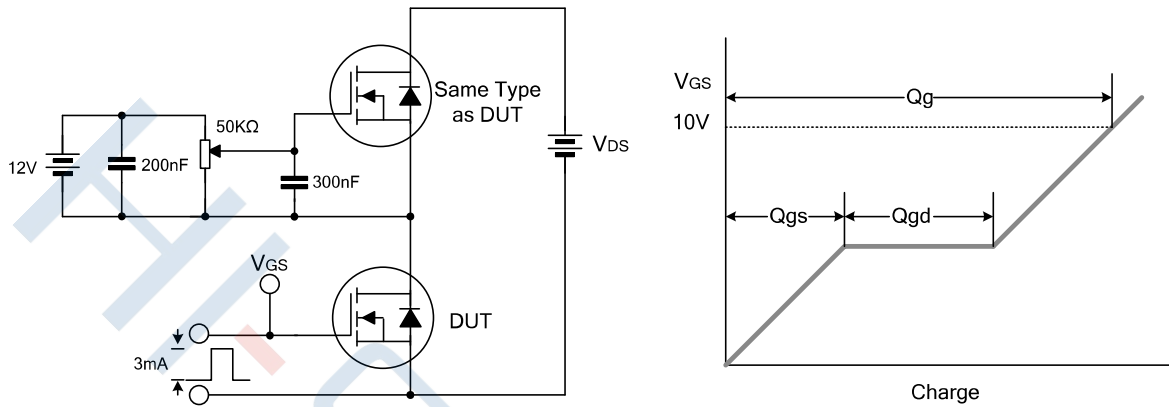 Same Type
as DUT
50KΩ
12V
200nF
300nF
VDS
VGS
DUT
3mA
VGS
Qg
10V
Qgs
Qgd
Charge